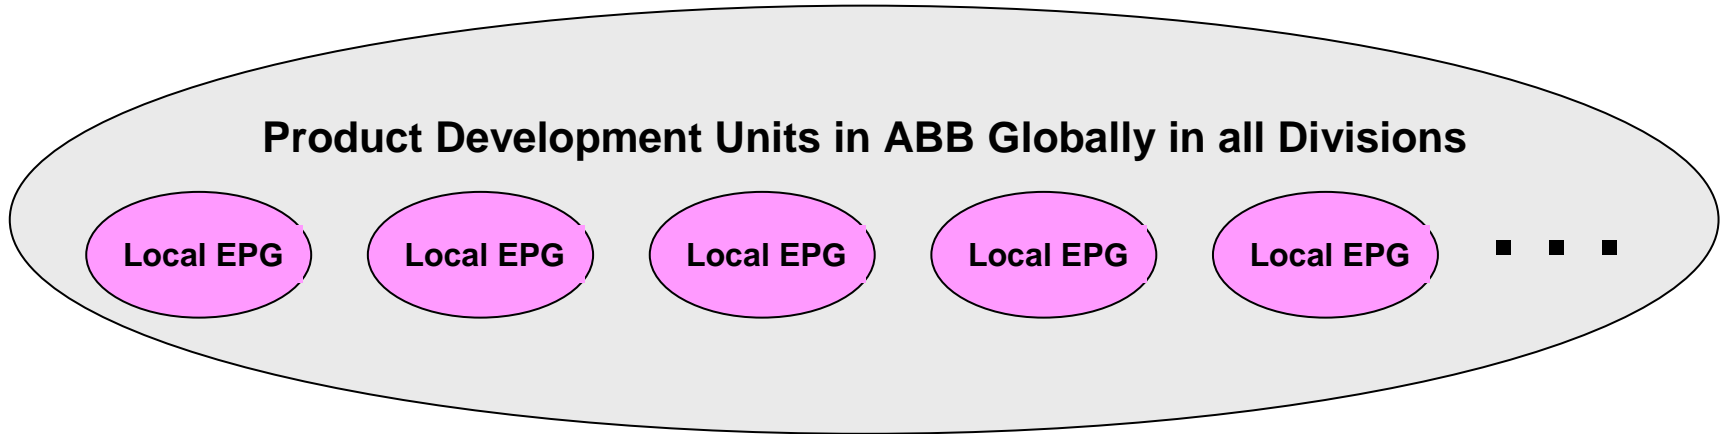 Product Development Units in ABB Globally in all Divisions
Local EPG Local EPG Local EPG Local EPG Local EPG